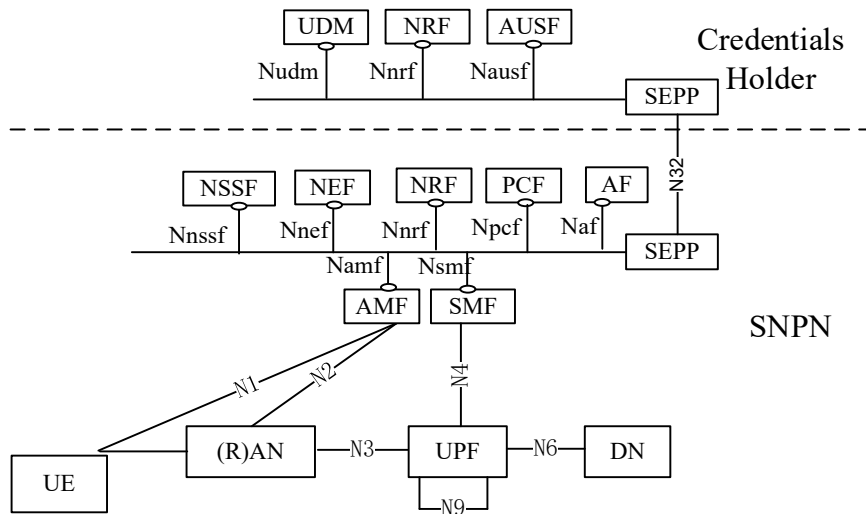 UDM NRF AUSF
Credentials
Holder
Nudm Nnrf Nausf
SEPP
N32
NSSF NEF NRF PCF AF
Nnssf Nnef Nnrf Npcf Naf
SEPP
Namf Nsmf
AMF SMF
SNPN
N1 N2 N4
(R)AN N3 UPF N6 DN
UE
N9